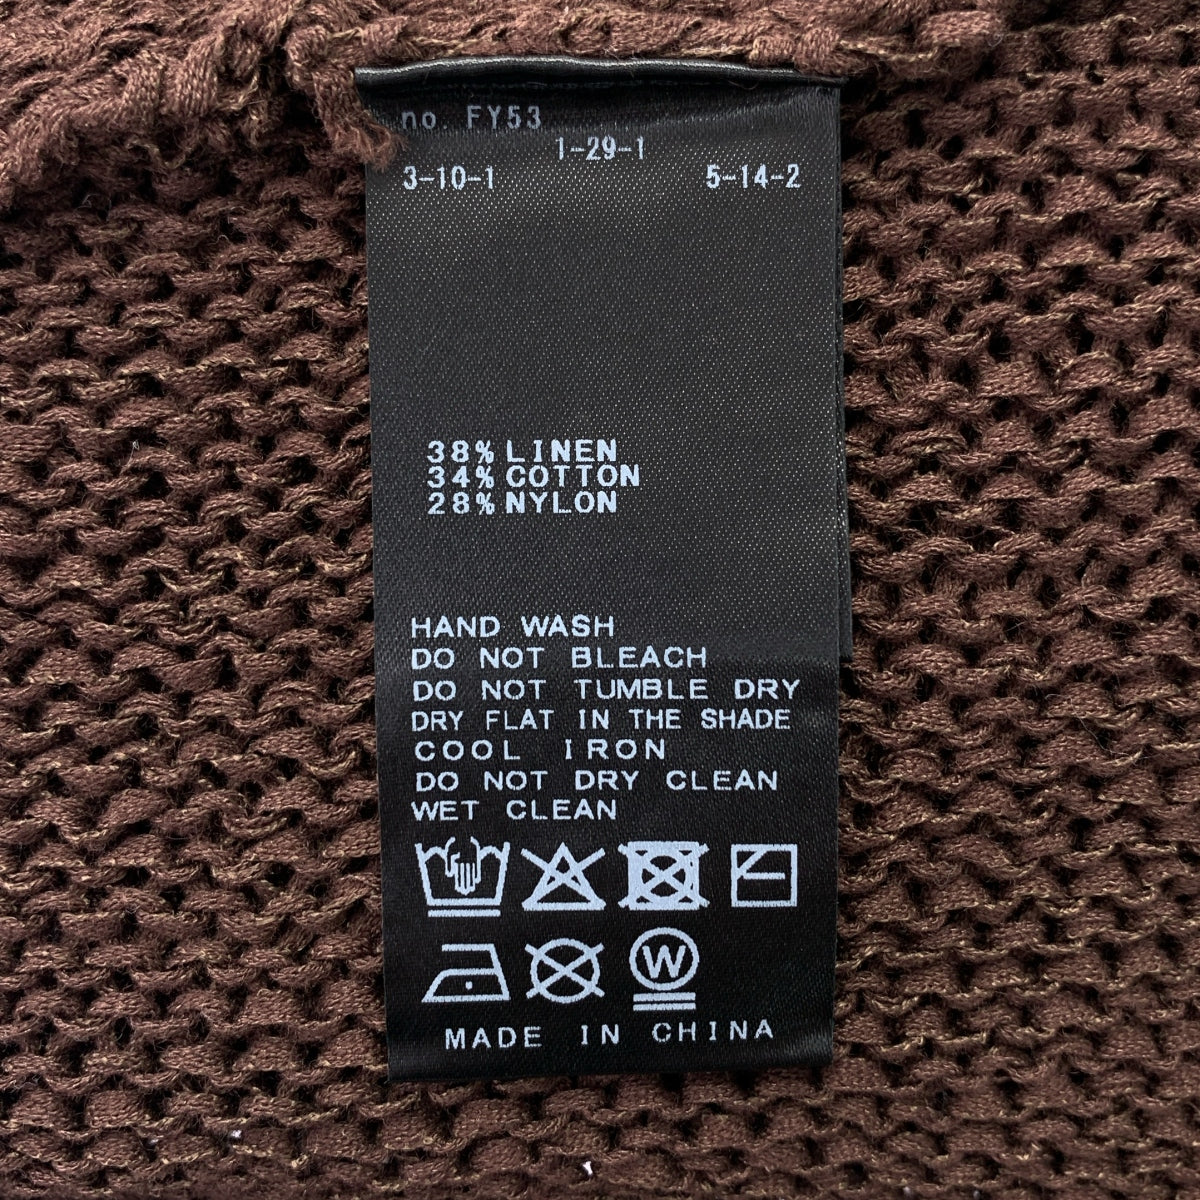 no. FY53
1-29-1
3-10-1 5-14-2
38% LINEN
34% COTTON
28% NYLON
HAND WASH
DO NOT BLEACH
DO NOT TUMBLE DRY
DRY FLAT IN THE SHADE
COOL IRON
DO NOT DRY CLEAN
WET CLEAN
W
MADE IN CHINA